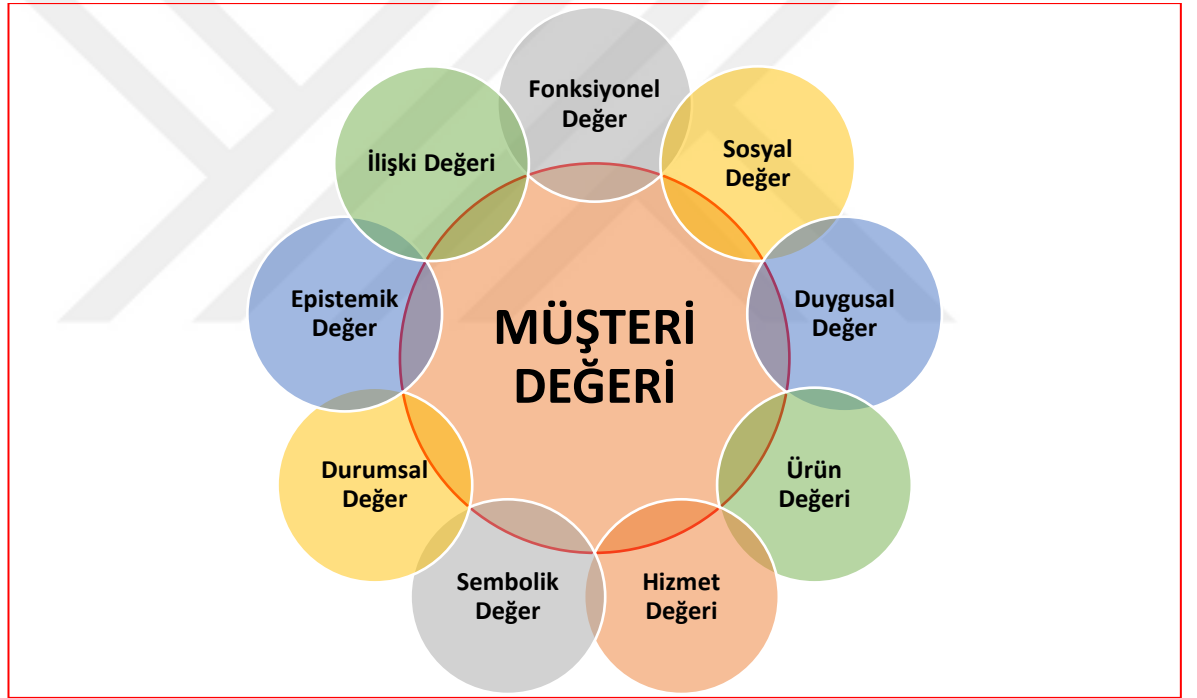 Fonksiyonel
Değer
Sosyal
Değer
Duygusal
Değer
Ürün
Değeri
Hizmet
Değeri
Sembolik
Değer
Durumsal
Değer
Epistemik
Değer
İlişki Değeri
MÜŞTERİ
DEĞERİ